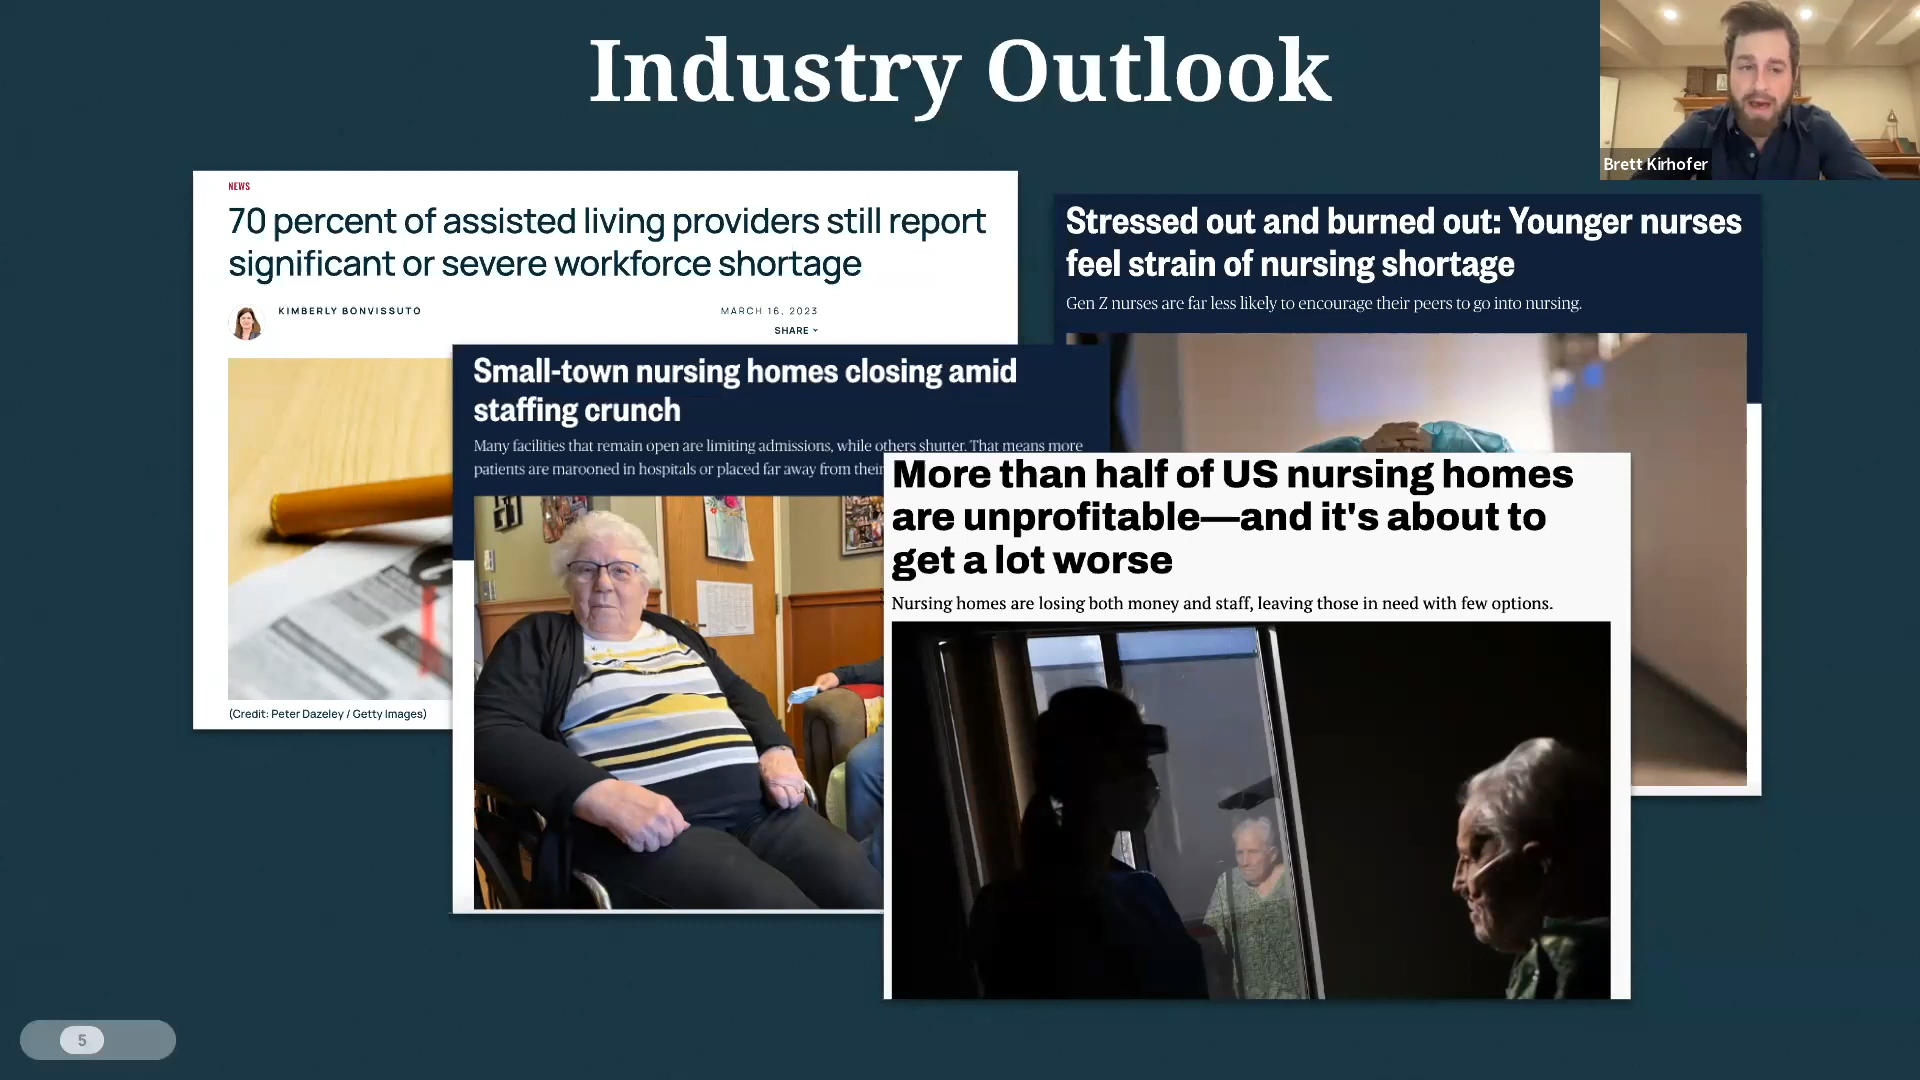 Industry Outlook
Brett Kirhofer
NEWS
70 percent of assisted living providers still report
significant or severe workforce shortage
KIMBERLY BONVISSUTO
MARCH 16, 2023
SHARE
(Credit: Peter Dazeley / Getty Images)
Stressed out and burned out: Younger nurses
feel strain of nursing shortage
Gen Z nurses are far less likely to encourage their peers to go into nursing.
Small-town nursing homes closing amid
staffing crunch
Many facilities that remain open are limiting admissions, while others shutter. That means more
patients are marooned in hospitals or placed far away from their
More than half of US nursing homes
are unprofitable—and it's about to
get a lot worse
Nursing homes are losing both money and staff, leaving those in need with few options.
5